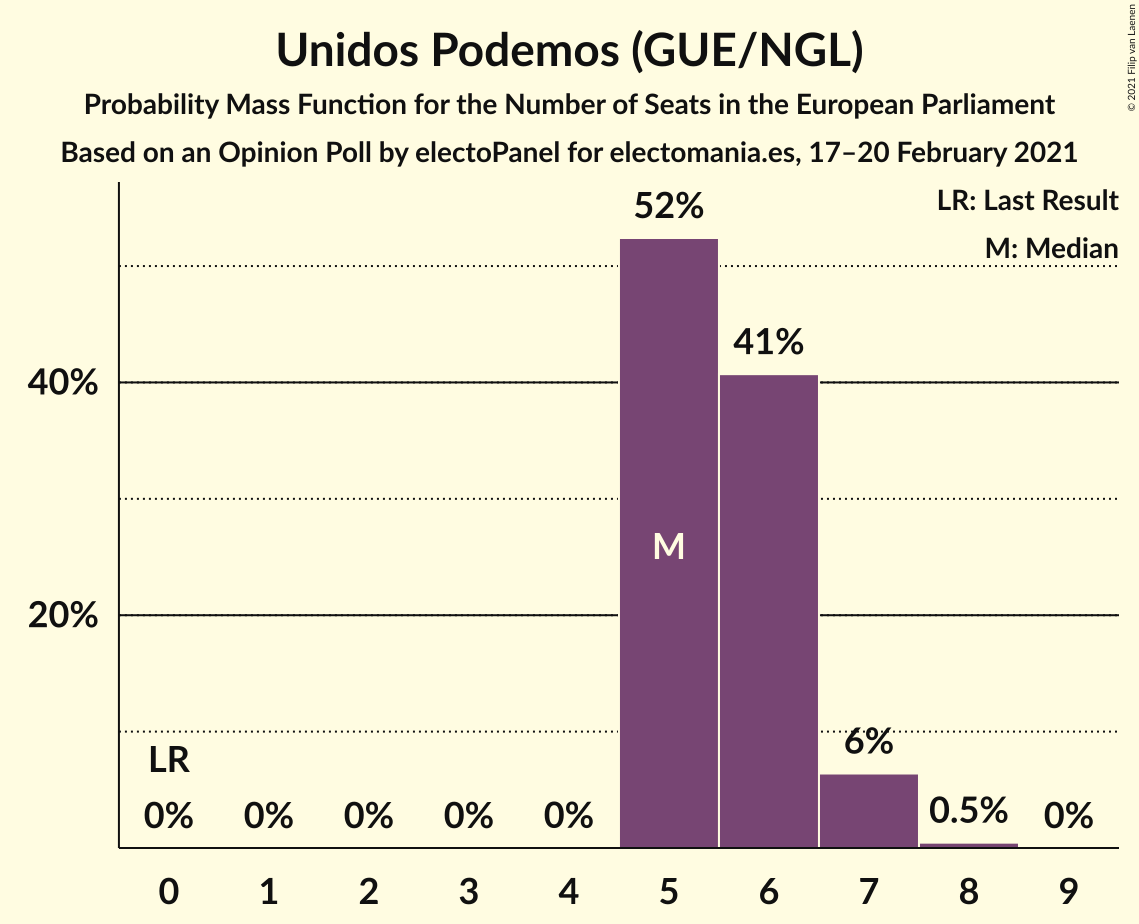 Unidos Podemos (GUE/NGL)
Probability Mass Function for the Number of Seats in the European Parliament
Based on an Opinion Poll by electoPanel for electomania.es, 17–20 February 2021
© 2021 Filip van Laenen
LR: Last Result
M: Median
52%
41%
40%
M
20%
6%
LR
0% 0% 0% 0% 0% 0.5% 0%
0 1 2 3 4 5 6 7 8 9